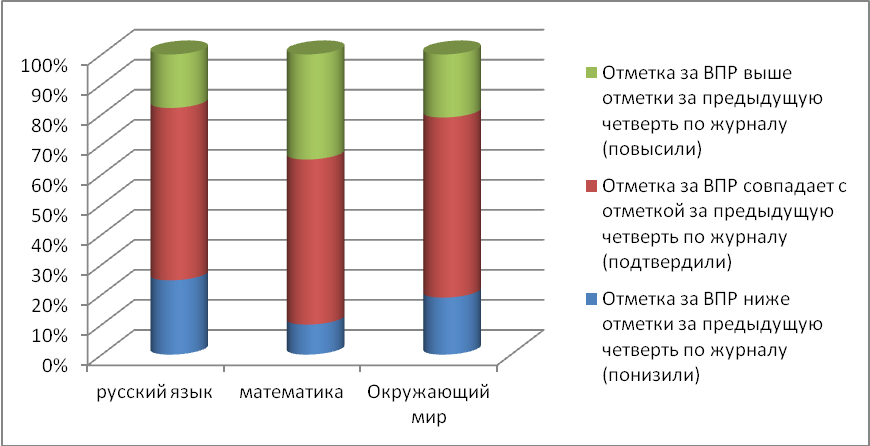 100%
90%
80%
70%
60%
50%
40%
30%
20%
10%
0%
русский язык
математика
Окружающий
мир
Отметка за ВПР выше
отметки за предыдущую
четверть по журналу
(повысили)
Отметка за ВПР совпадает с
отметкой за предыдущую
четверть по журналу
(подтвердили)
Отметка за ВПР ниже
отметки за предыдущую
четверть по журналу
(понизили)